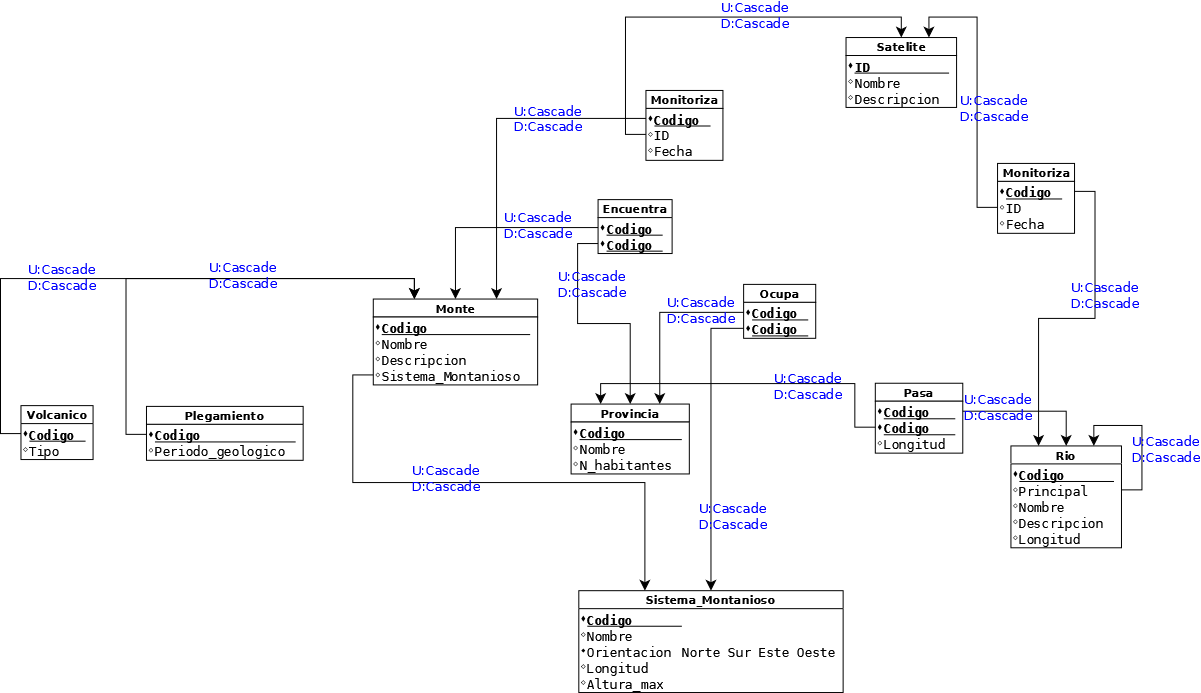 U:Cascade
D:Cascade
Satelite
ID
Nombre
Descripcion
U:Cascade
D:Cascade
Monitoriza
Codigo
ID
Fecha
U:Cascade
D:Cascade
Monitoriza
Codigo
ID
Fecha
Encuentra
Codigo
Codigo
U:Cascade
D:Cascade
U:Cascade
D:Cascade
U:Cascade
D:Cascade
U:Cascade
D:Cascade
U:Cascade
D:Cascade
Ocupa
Codigo
Codigo
U:Cascade
D:Cascade
Monte
Codigo
Nombre
Descripcion
Sistema_Montanioso
U:Cascade
D:Cascade
Pasa
Codigo
Codigo
Longitud
U:Cascade
D:Cascade
Volcanico
Codigo
Tipo
Plegamiento
Codigo
Periodo_geologico
Provincia
Codigo
Nombre
N_habitantes
U:Cascade
D:Cascade
Rio
Codigo
Principal
Nombre
Descripcion
Longitud
U:Cascade
D:Cascade
U:Cascade
D:Cascade
Sistema_Montanioso
Codigo
Nombre
Orientacion Norte Sur Este Oeste
Longitud
Altura_max